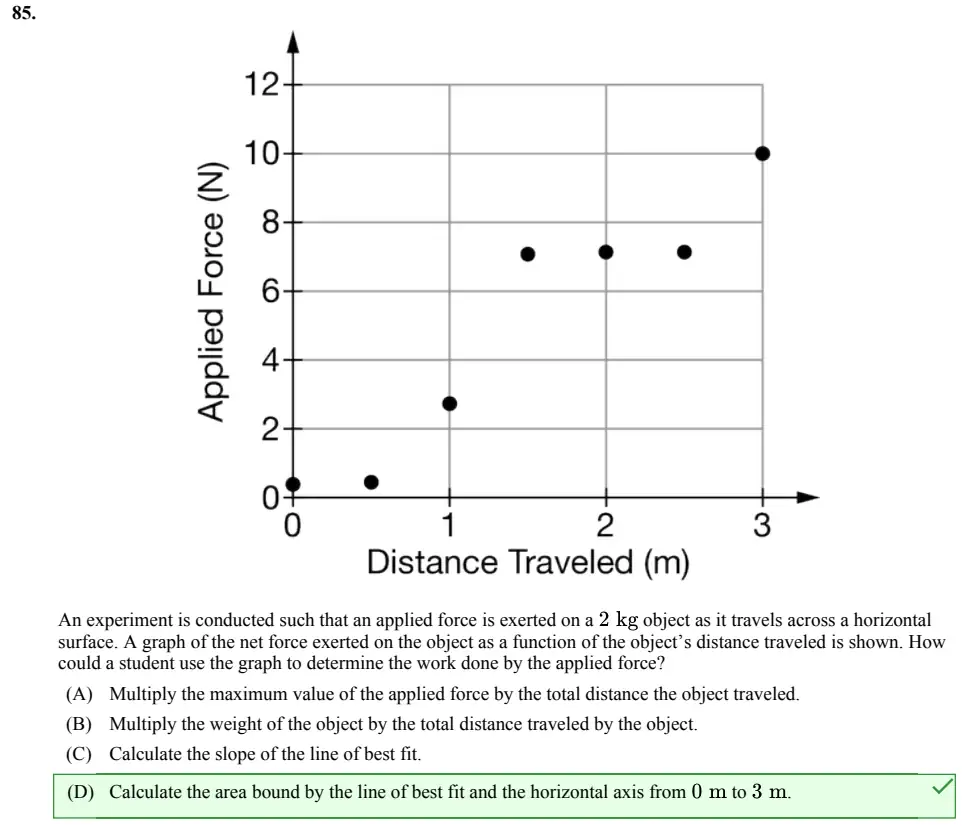 85.
12
10
8
6
4
2
0
Applied Force (N)
0 1 2 3
Distance Traveled (m)
An experiment is conducted such that an applied force is exerted on a 2 kg object as it travels across a horizontal
surface. A graph of the net force exerted on the object as a function of the object’s distance traveled is shown. How
could a student use the graph to determine the work done by the applied force?
(A) Multiply the maximum value of the applied force by the total distance the object traveled.
(B) Multiply the weight of the object by the total distance traveled by the object.
(C) Calculate the slope of the line of best fit.
(D) Calculate the area bound by the line of best fit and the horizontal axis from 0 m to 3 m.